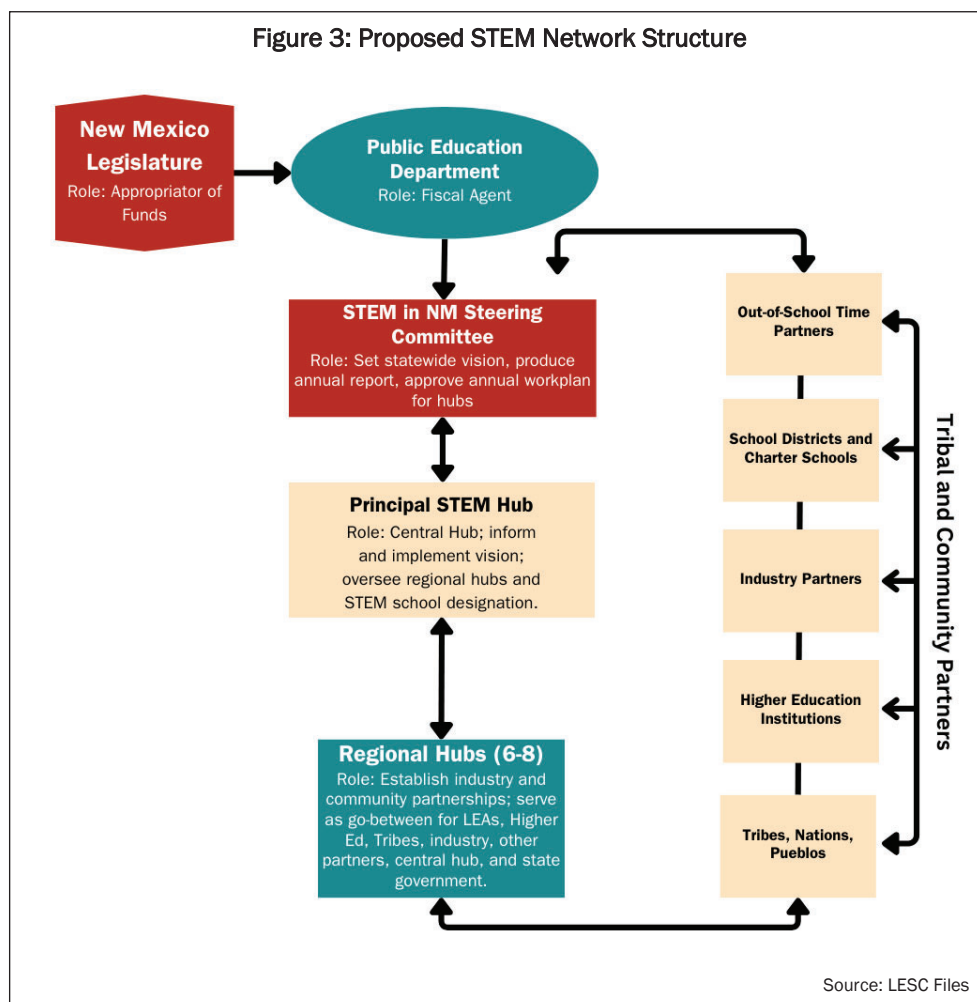 Figure 3: Proposed STEM Network Structure
New Mexico
Legislature
Role: Appropriator of
Funds
Public Education
Department
Role: Fiscal Agent
STEM in NM Steering
Committee
Role: Set statewide vision, produce
annual report, approve annual workplan
for hubs
Principal STEM Hub
Role: Central Hub; inform
and implement vision;
oversee regional hubs and
STEM school designation.
Regional Hubs (6-8)
Role: Establish industry and
community partnerships; serve
as go-between for LEAs, Higher
Ed, Tribes, industry, other
partners, central hub, and state
government.
Out-of-School Time
Partners
School Districts and
Charter Schools
Industry Partners
Higher Education
Institutions
Tribes, Nations,
Pueblos
Tribal and Community Partners
Source: LESC Files